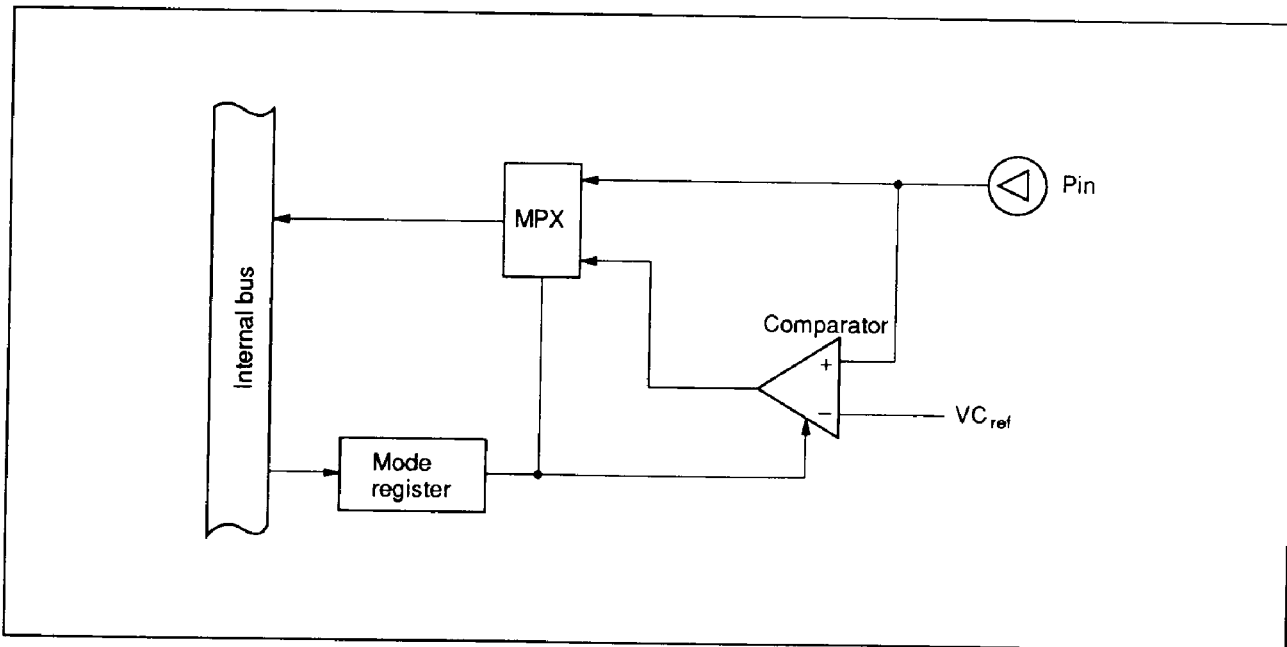 Pin
MPX
Internal bus
Comparator
+
−
VCref
Mode
register